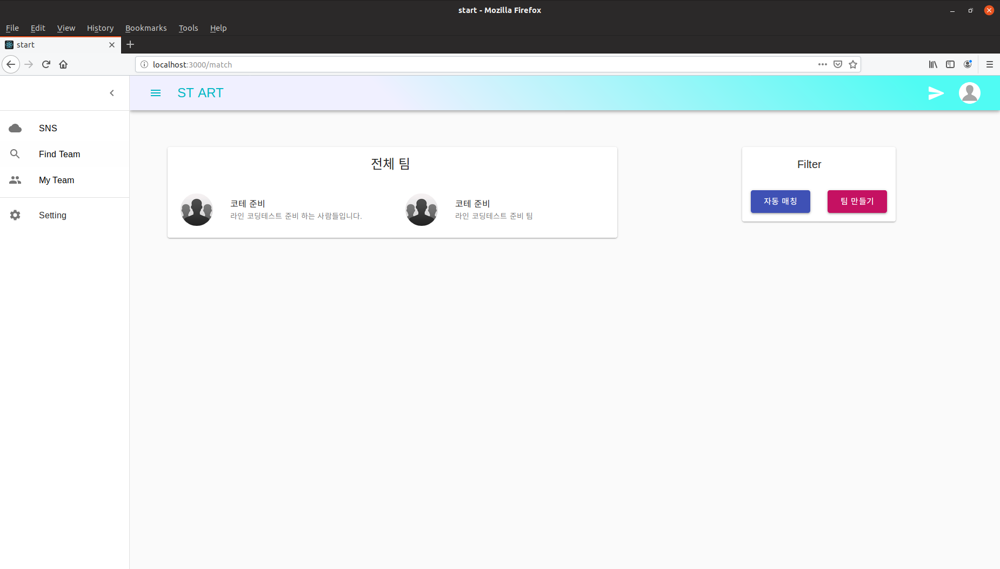 start - Mozilla Firefox
File Edit View History Bookmarks Tools Help
start
localhost:3000/match
ST ART
SNS
Find Team
My Team
Setting
전체 팀
코테 준비
라인 코딩테스트 준비 하는 사람들입니다.
코테 준비
라인 코딩테스트 준비 팀
Filter
자동 매칭
팀 만들기